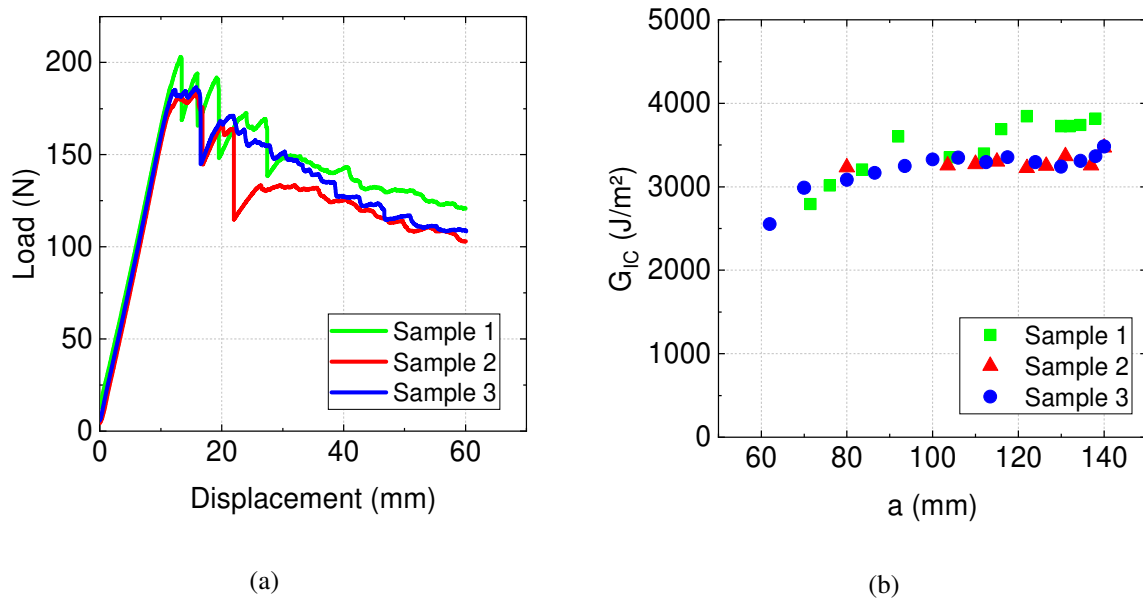 200
150
100
50
0
Load (N)
0 20 40 60
Displacement (mm)
Sample 1
Sample 2
Sample 3
(a)
5000
4000
3000
2000
1000
0
G_IC (J/m²)
60 80 100 120 140
a (mm)
Sample 1
Sample 2
Sample 3
(b)